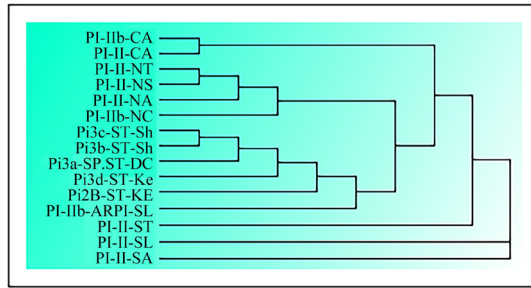 PI-IIb-CA
PI-II-CA
PI-II-NT
PI-II-NS
PI-II-NA
PI-IIb-NC
Pi3c-ST-Sh
Pi3b-ST-Sh
Pi3a-SP.ST-DC
Pi3d-ST-Ke
Pi2B-ST-KE
PI-IIb-ARPI-SL
PI-II-ST
PI-II-SL
PI-II-SA